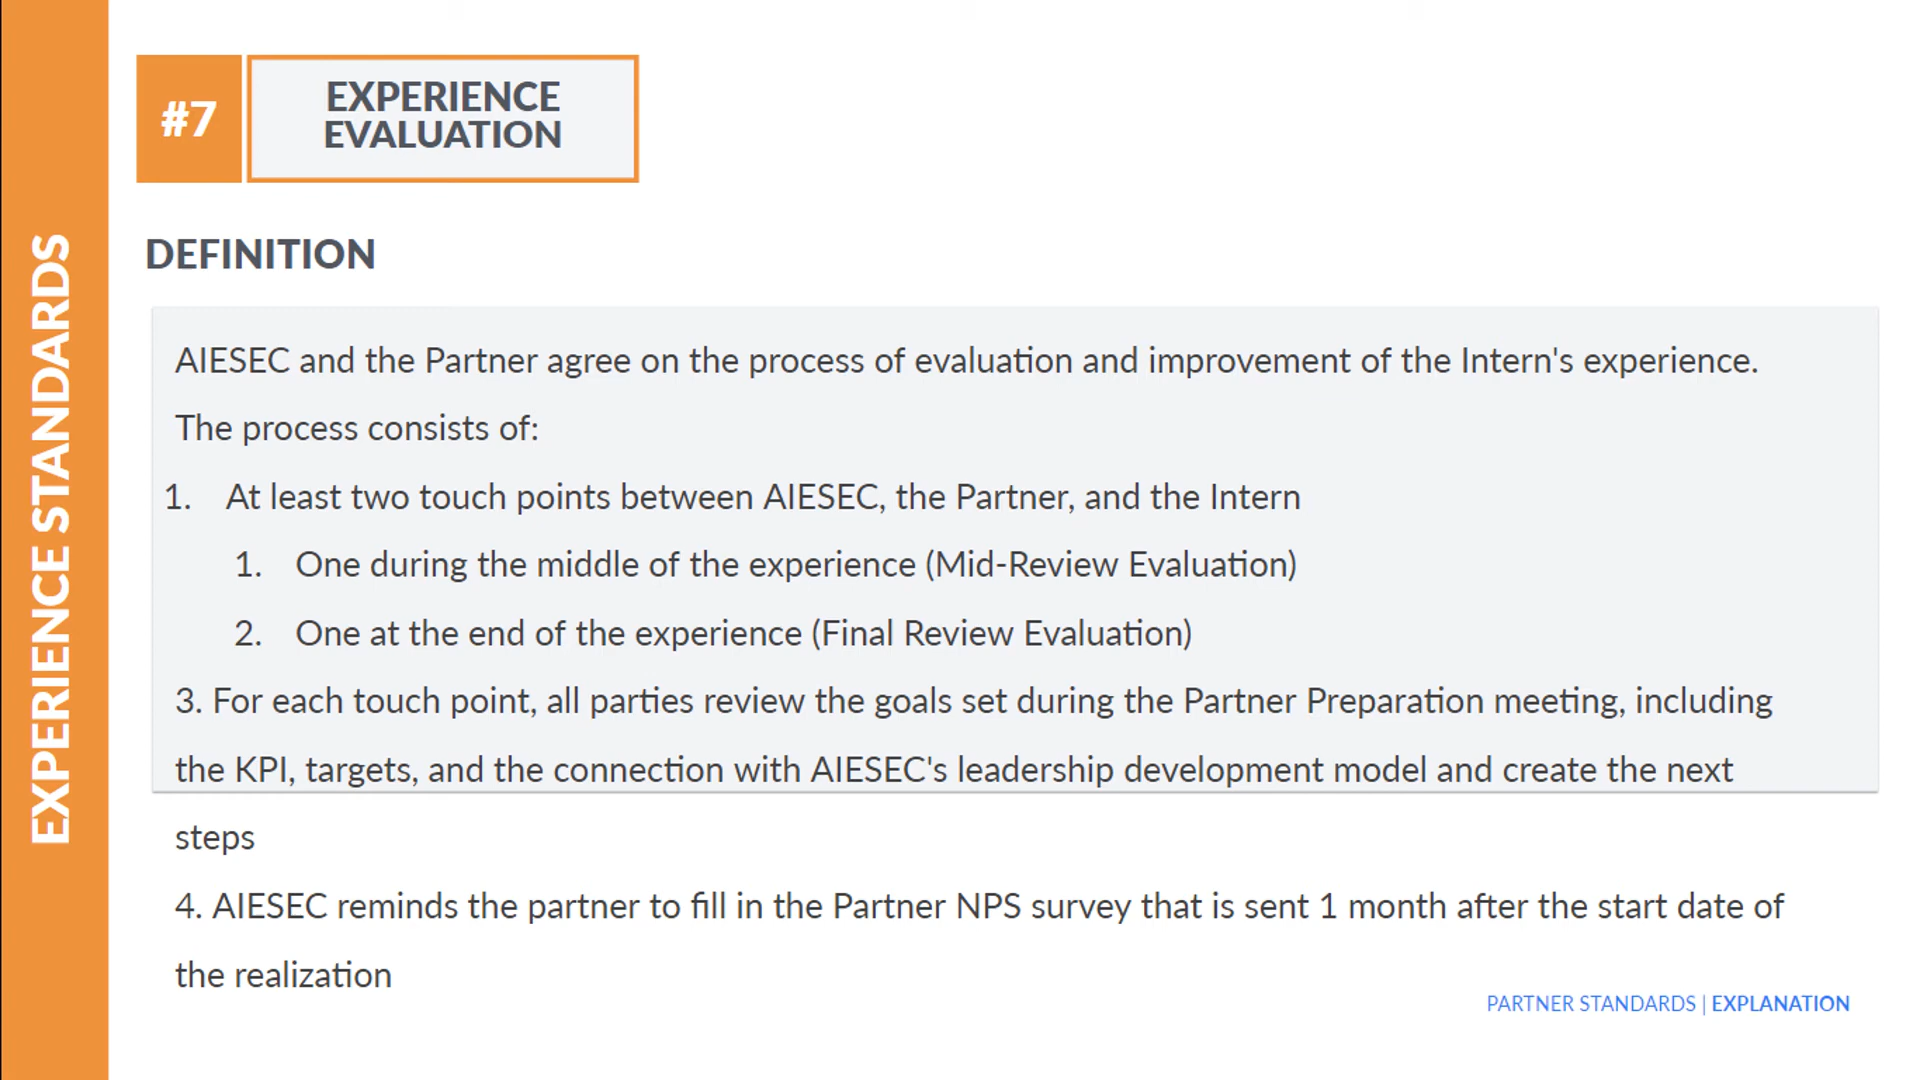 EXPERIENCE STANDARDS
#7
EXPERIENCE
EVALUATION
DEFINITION
AIESEC and the Partner agree on the process of evaluation and improvement of the Intern's experience.
The process consists of:
1. At least two touch points between AIESEC, the Partner, and the Intern
1. One during the middle of the experience (Mid-Review Evaluation)
2. One at the end of the experience (Final Review Evaluation)
3. For each touch point, all parties review the goals set during the Partner Preparation meeting, including
the KPI, targets, and the connection with AIESEC's leadership development model and create the next
steps
4. AIESEC reminds the partner to fill in the Partner NPS survey that is sent 1 month after the start date of
the realization
PARTNER STANDARDS | EXPLANATION